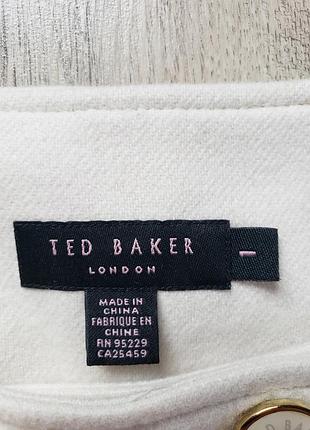 TED BAKER
LONDON
1
MADE IN
CHINA
FABRIQUE EN
CHINE
RN 95229
CA25459